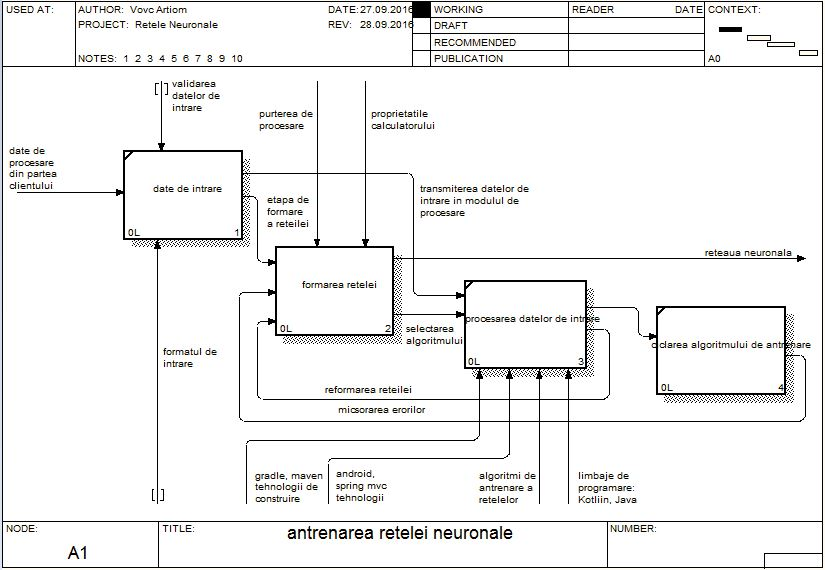 USED AT:
AUTHOR: Vovc Artiom
DATE: 27.09.2016
WORKING
READER
DATE
CONTEXT:
PROJECT: Retele Neuronale
REV: 28.09.2016
DRAFT
RECOMMENDED
NOTES: 1 2 3 4 5 6 7 8 9 10
PUBLICATION
A0
validarea
datelor de
intrare
purterea de
procesare
proprietatile
calculatorului
date de
procesare
din partea
clientului
date de intrare
0L
1
etapa de
formare
a reteilei
transmiterea datelor de
intrare in modulul de
procesare
reteaua neuronala
formarea retelei
0L
2
selectarea
algoritmului
procesarea datelor de intrare
0L
3
ciclarea algoritmului de antrenare
0L
4
formatul de
intrare
reformarea reteilei
micsorarea erorilor
gradle, maven
tehnologii de
construire
android,
spring mvc
tehnologii
algoritmi de
antrenare a
retelelor
limbaje de
programare:
Kotliin, Java
NODE:
A1
TITLE:
antrenarea retelei neuronale
NUMBER: